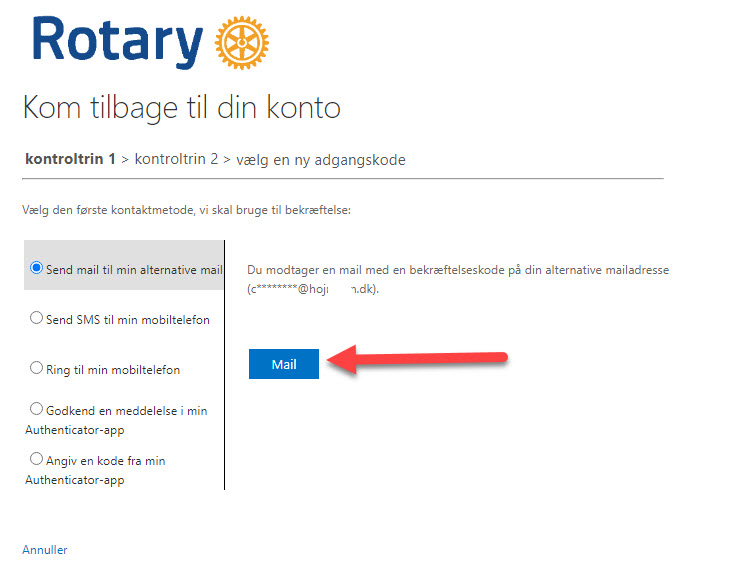 Rotary
Kom tilbage til din konto
kontroltrin 1 > kontroltrin 2 > vælg en ny adgangskode
Vælg den første kontaktmetode, vi skal bruge til bekræftelse:
Send mail til min alternative mail
Send SMS til min mobiltelefon
Ring til min mobiltelefon
Godkend en meddelelse i min
Authenticator-app
Angiv en kode fra min
Authenticator-app
Du modtager en mail med en bekræftelseskode på din alternative mailadresse
Mail
Annuller